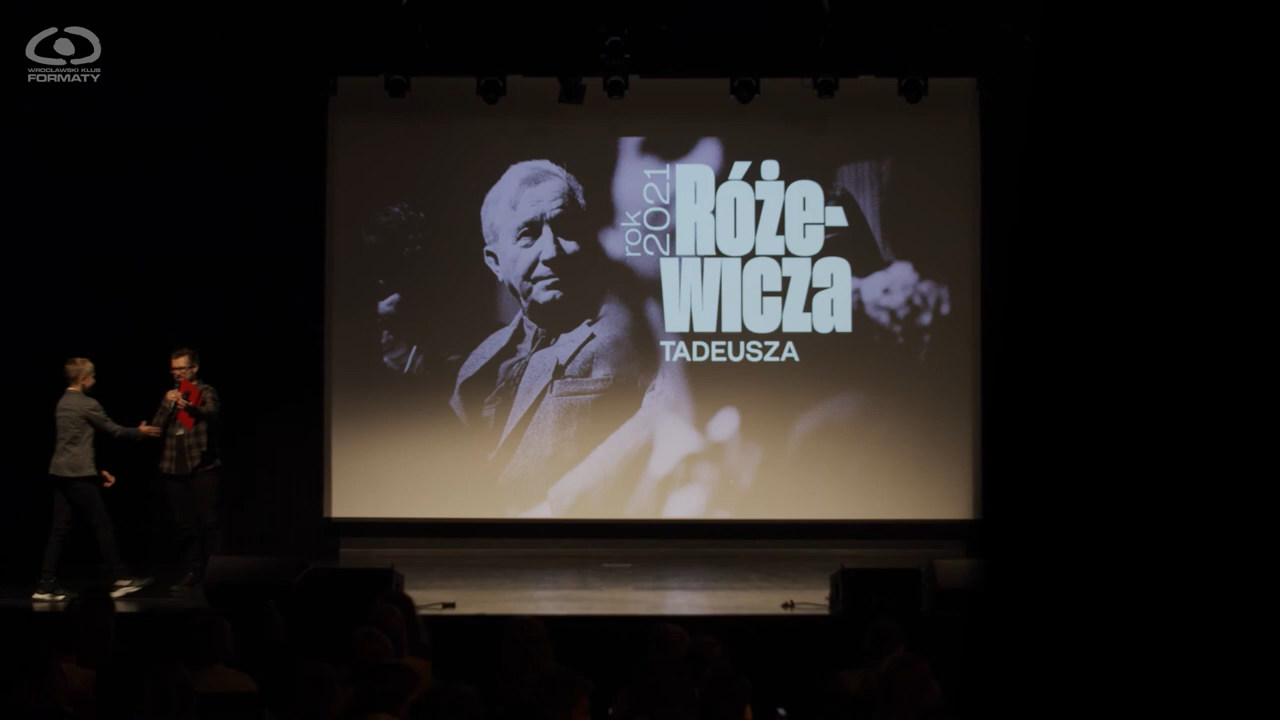 WROCŁAWSKI KLUB
FORMATY
rok
2021
Róże-
wicza
TADEUSZA